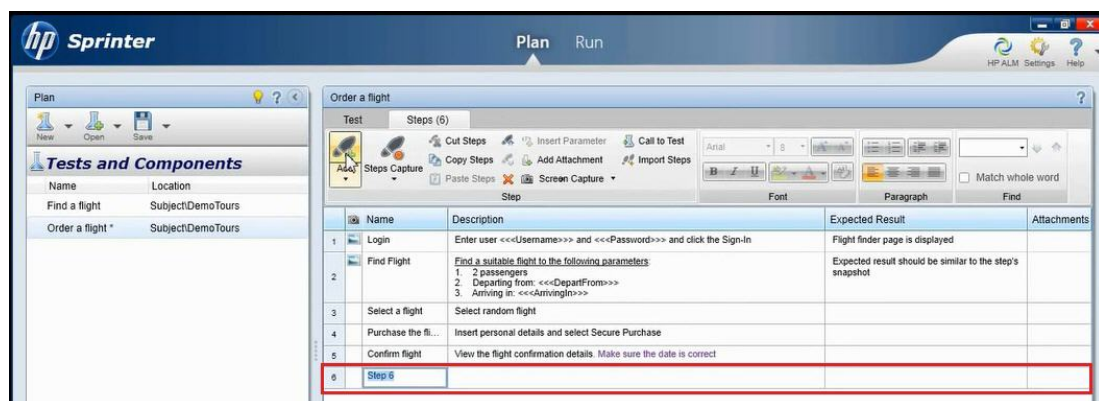 hp Sprinter
Plan Run
HP ALM Settings Help
Plan
New Open Save
Tests and Components
Name Location
Find a flight Subject\DemoTours
Order a flight * Subject\DemoTours
Order a flight
Test Steps (6)
Add Steps Capture
Cut Steps Insert Parameter Call to Test
Copy Steps Add Attachment Import Steps
Paste Steps Screen Capture
Step
Arial 8
B I U
Font
Paragraph
Match whole word
Find
Name Description Expected Result Attachments
1 Login Enter user <<<Username>>> and <<<Password>>> and click the Sign-In Flight finder page is displayed
2 Find Flight Find a suitable flight to the following parameters: Expected result should be similar to the step's
1. 2 passengers snapshot
2. Departing from: <<<DepartFrom>>>
3. Arriving in: <<<ArrivingIn>>>
3 Select a flight Select random flight
4 Purchase the fli... Insert personal details and select Secure Purchase
5 Confirm flight View the flight confirmation details. Make sure the date is correct
6 Step 6